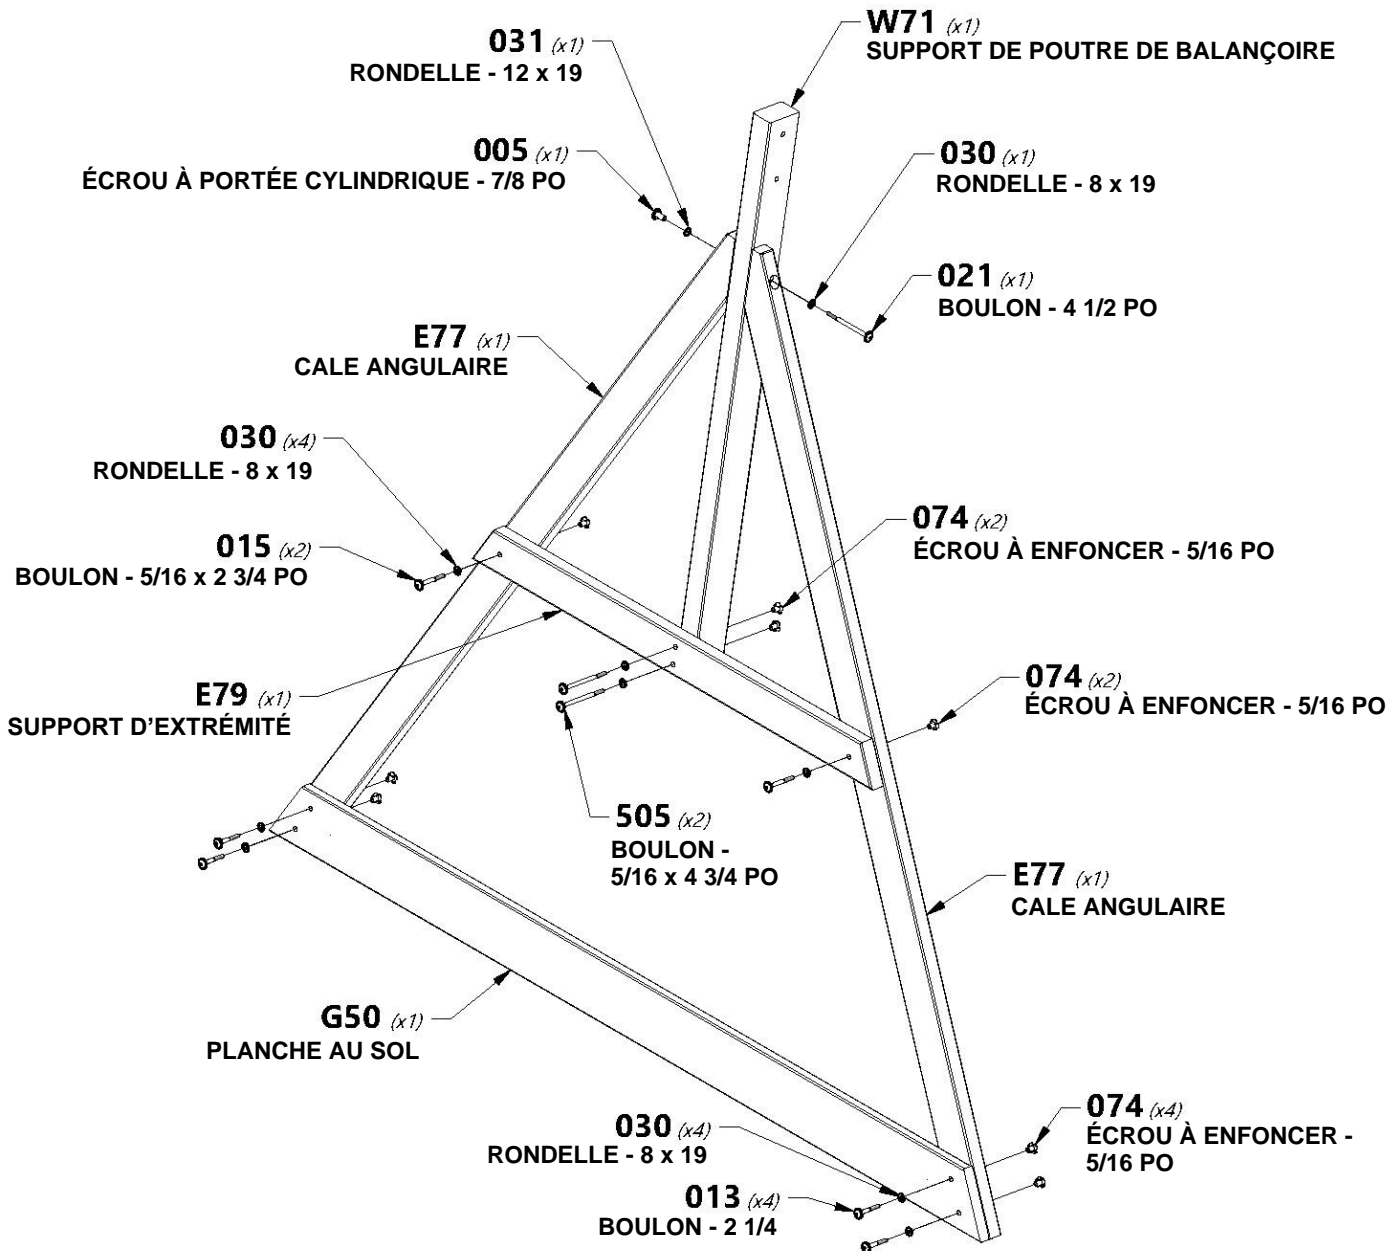 W71 (x1)
SUPPORT DE POUTRE DE BALANÇOIRE
031 (x1)
RONDELLE - 12 x 19
005 (x1)
ÉCROU À PORTÉE CYLINDRIQUE - 7/8 PO
030 (x1)
RONDELLE - 8 x 19
021 (x1)
BOULON - 4 1/2 PO
E77 (x1)
CALE ANGULAIRE
030 (x4)
RONDELLE - 8 x 19
015 (x2)
BOULON - 5/16 x 2 3/4 PO
074 (x2)
ÉCROU À ENFONCER - 5/16 PO
E79 (x1)
SUPPORT D’EXTRÉMITÉ
074 (x2)
ÉCROU À ENFONCER - 5/16 PO
505 (x2)
BOULON -
5/16 x 4 3/4 PO
E77 (x1)
CALE ANGULAIRE
G50 (x1)
PLANCHE AU SOL
074 (x4)
ÉCROU À ENFONCER -
5/16 PO
030 (x4)
RONDELLE - 8 x 19
013 (x4)
BOULON - 2 1/4